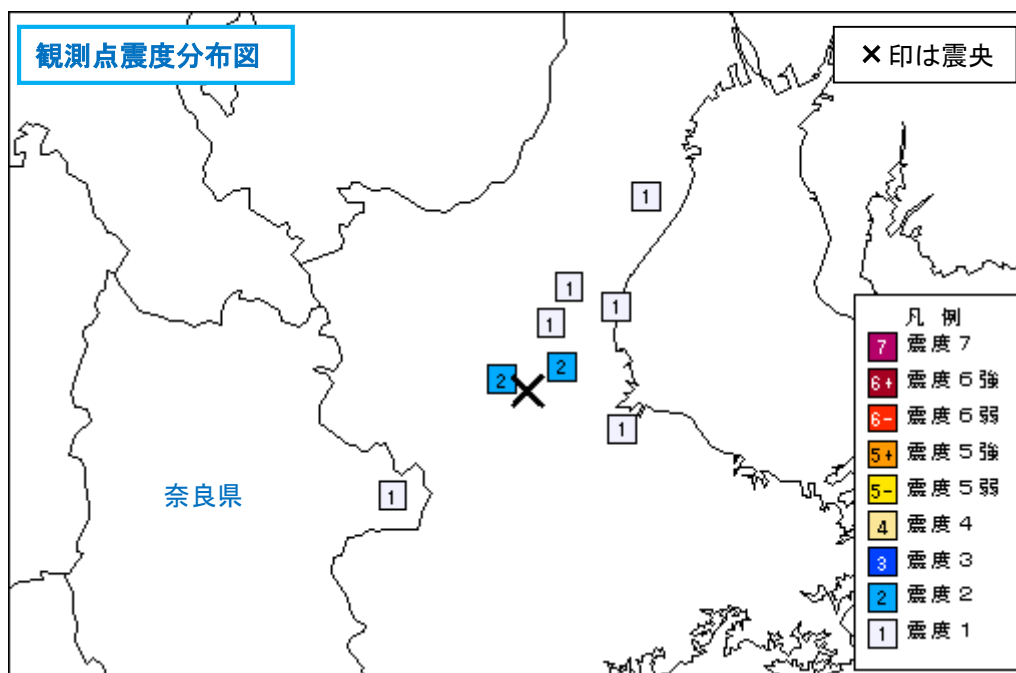 観測点震度分布図
×印は震央
1
1
1
1
2
2
1
1
奈良県
凡 例
7 震度7
6+ 震度6強
6- 震度6弱
5+ 震度5強
5- 震度5弱
4 震度4
3 震度3
2 震度2
1 震度1